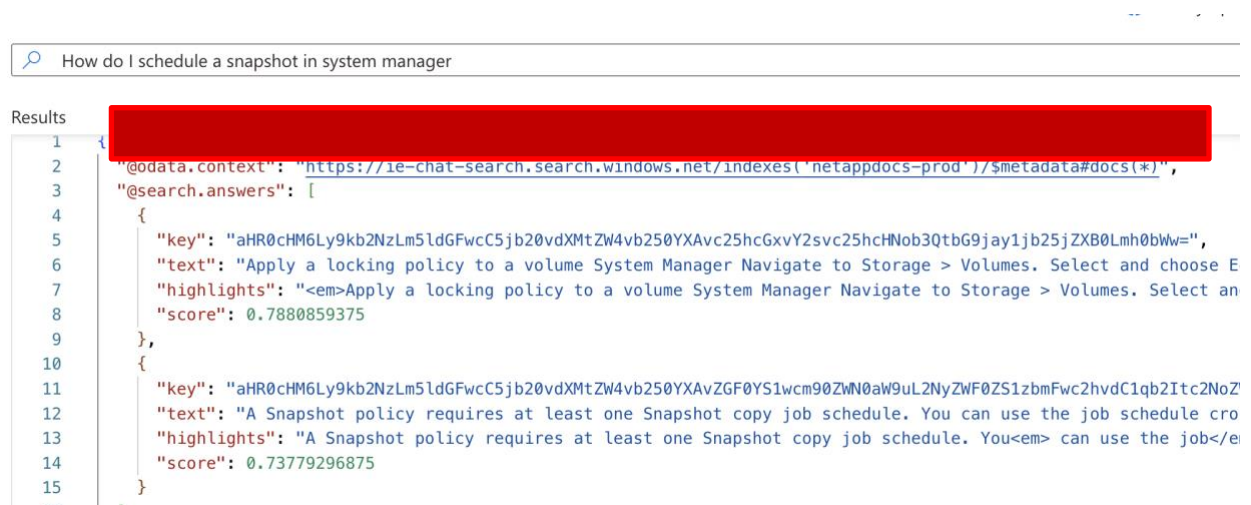 How do I schedule a snapshot in system manager
Results
1 {
2 "@odata.context": "https://ie-chat-search.search.windows.net/indexes('netappdocs-prod')/$metadata#docs(*)",
3 "@search.answers": [
4 {
5 "key": "aHR0cHM6Ly9kb2NzLm5ldGFwcC5jb20vdXMtZW4vb250YXAvc25hcGxvY2svc25hcHNob3QtbG9jay1jb25jZXB0Lmh0bWw=",
6 "text": "Apply a locking policy to a volume System Manager Navigate to Storage > Volumes. Select and choose E
7 "highlights": "<em>Apply a locking policy to a volume System Manager Navigate to Storage > Volumes. Select an
8 "score": 0.7880859375
9 },
10 {
11 "key": "aHR0cHM6Ly9kb2NzLm5ldGFwcC5jb20vdXMtZW4vb250YXAvZGF0YS1wcm90ZWN0aW9uL2NyZWF0ZS1zbmFwc2hvdC1qb2Itc2NoZW
12 "text": "A Snapshot policy requires at least one Snapshot copy job schedule. You can use the job schedule cro
13 "highlights": "A Snapshot policy requires at least one Snapshot copy job schedule. You<em> can use the job</e
14 "score": 0.73779296875
15 }